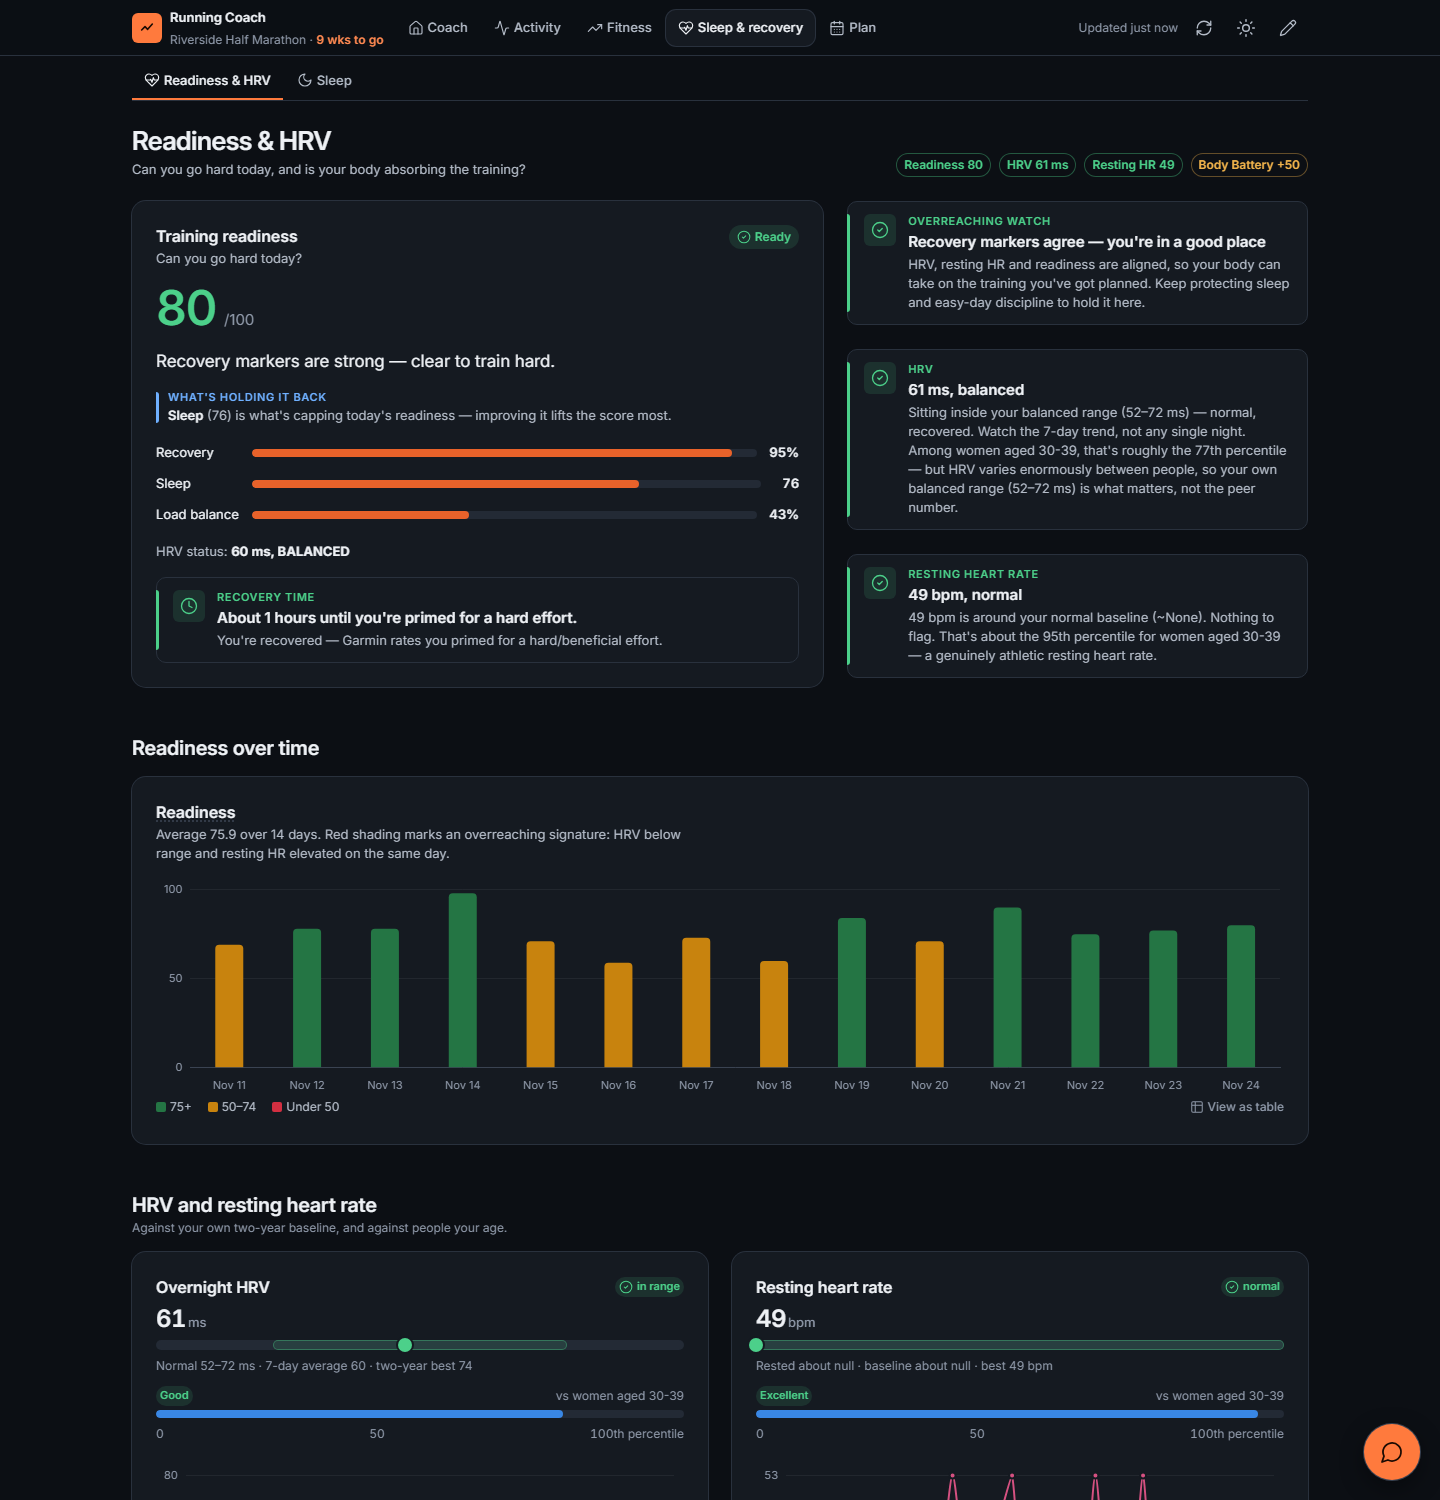 Running Coach
Riverside Half Marathon · 9 wks to go
Coach
Activity
Fitness
Sleep & recovery
Plan
Updated just now
Readiness & HRV
Sleep
Readiness & HRV
Can you go hard today, and is your body absorbing the training?
Readiness 80
HRV 61 ms
Resting HR 49
Body Battery +50
Training readiness
Ready
Can you go hard today?
80 /100
Recovery markers are strong — clear to train hard.
WHAT'S HOLDING IT BACK
Sleep (76) is what's capping today's readiness — improving it lifts the score most.
Recovery 95%
Sleep 76
Load balance 43%
HRV status: 60 ms, BALANCED
RECOVERY TIME
About 1 hours until you're primed for a hard effort.
You're recovered — Garmin rates you primed for a hard/beneficial effort.
OVERREACHING WATCH
Recovery markers agree — you're in a good place
HRV, resting HR and readiness are aligned, so your body can
take on the training you've got planned. Keep protecting sleep
and easy-day discipline to hold it here.
HRV
61 ms, balanced
Sitting inside your balanced range (52–72 ms) — normal,
recovered. Watch the 7-day trend, not any single night.
Among women aged 30-39, that's roughly the 77th percentile
— but HRV varies enormously between people, so your own
balanced range (52–72 ms) is what matters, not the peer
number.
RESTING HEART RATE
49 bpm, normal
49 bpm is around your normal baseline (~None). Nothing to
flag. That's about the 95th percentile for women aged 30-39
— a genuinely athletic resting heart rate.
Readiness over time
Readiness
Average 75.9 over 14 days. Red shading marks an overreaching signature: HRV below
range and resting HR elevated on the same day.
100
50
0
Nov 11 Nov 12 Nov 13 Nov 14 Nov 15 Nov 16 Nov 17 Nov 18 Nov 19 Nov 20 Nov 21 Nov 22 Nov 23 Nov 24
75+ 50–74 Under 50
View as table
HRV and resting heart rate
Against your own two-year baseline, and against people your age.
Overnight HRV
in range
61 ms
Normal 52–72 ms · 7-day average 60 · two-year best 74
Good
vs women aged 30-39
0 50 100th percentile
80
Resting heart rate
normal
49 bpm
Rested about null · baseline about null · best 49 bpm
Excellent
vs women aged 30-39
0 50 100th percentile
53